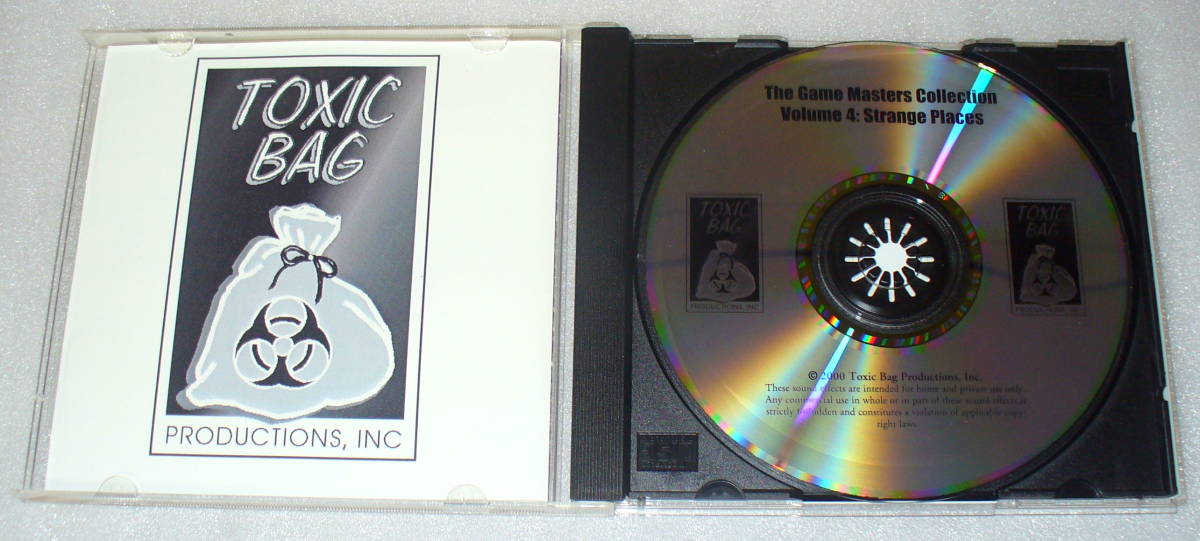 TOXIC
BAG
PRODUCTIONS, INC
The Game Masters Collection
Volume 4: Strange Places
TOXIC
BAG
PRODUCTIONS, INC
TOXIC
BAG
PRODUCTIONS, INC
© 2000 Toxic Bag Productions, Inc.
These sound effects are intended for home and private use only.
Any commercial use in whole or in part of these sound effects is
strictly forbidden and constitutes a violation of applicable copy
right laws.